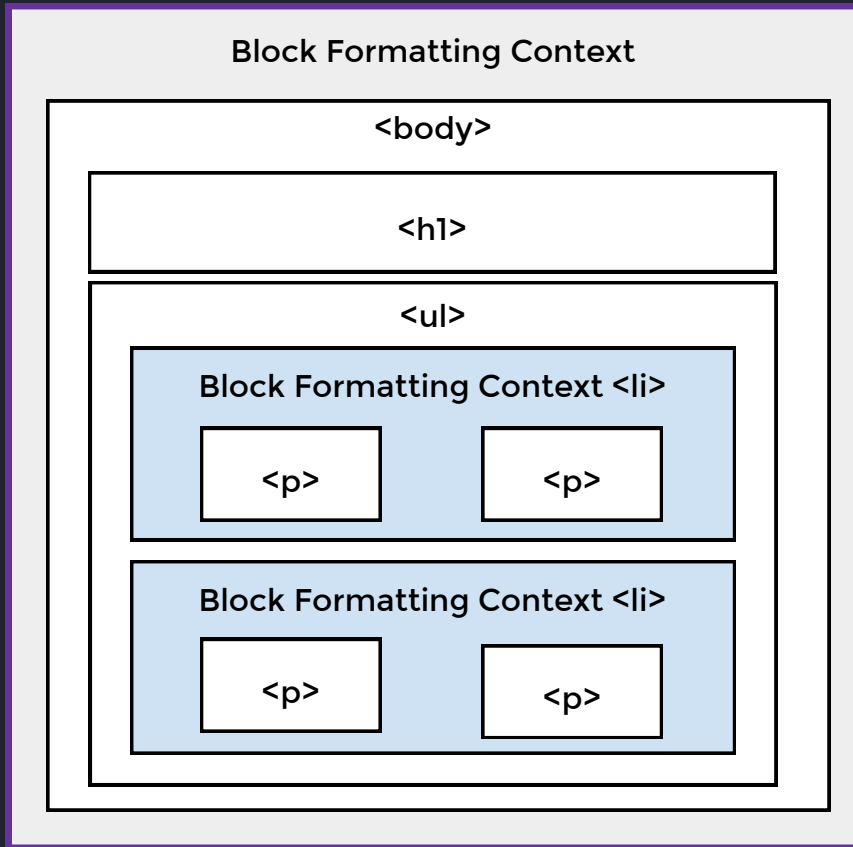 Block Formatting Context
<body>
<h1>
<ul>
Block Formatting Context <li>
<p> <p>
Block Formatting Context <li>
<p> <p>